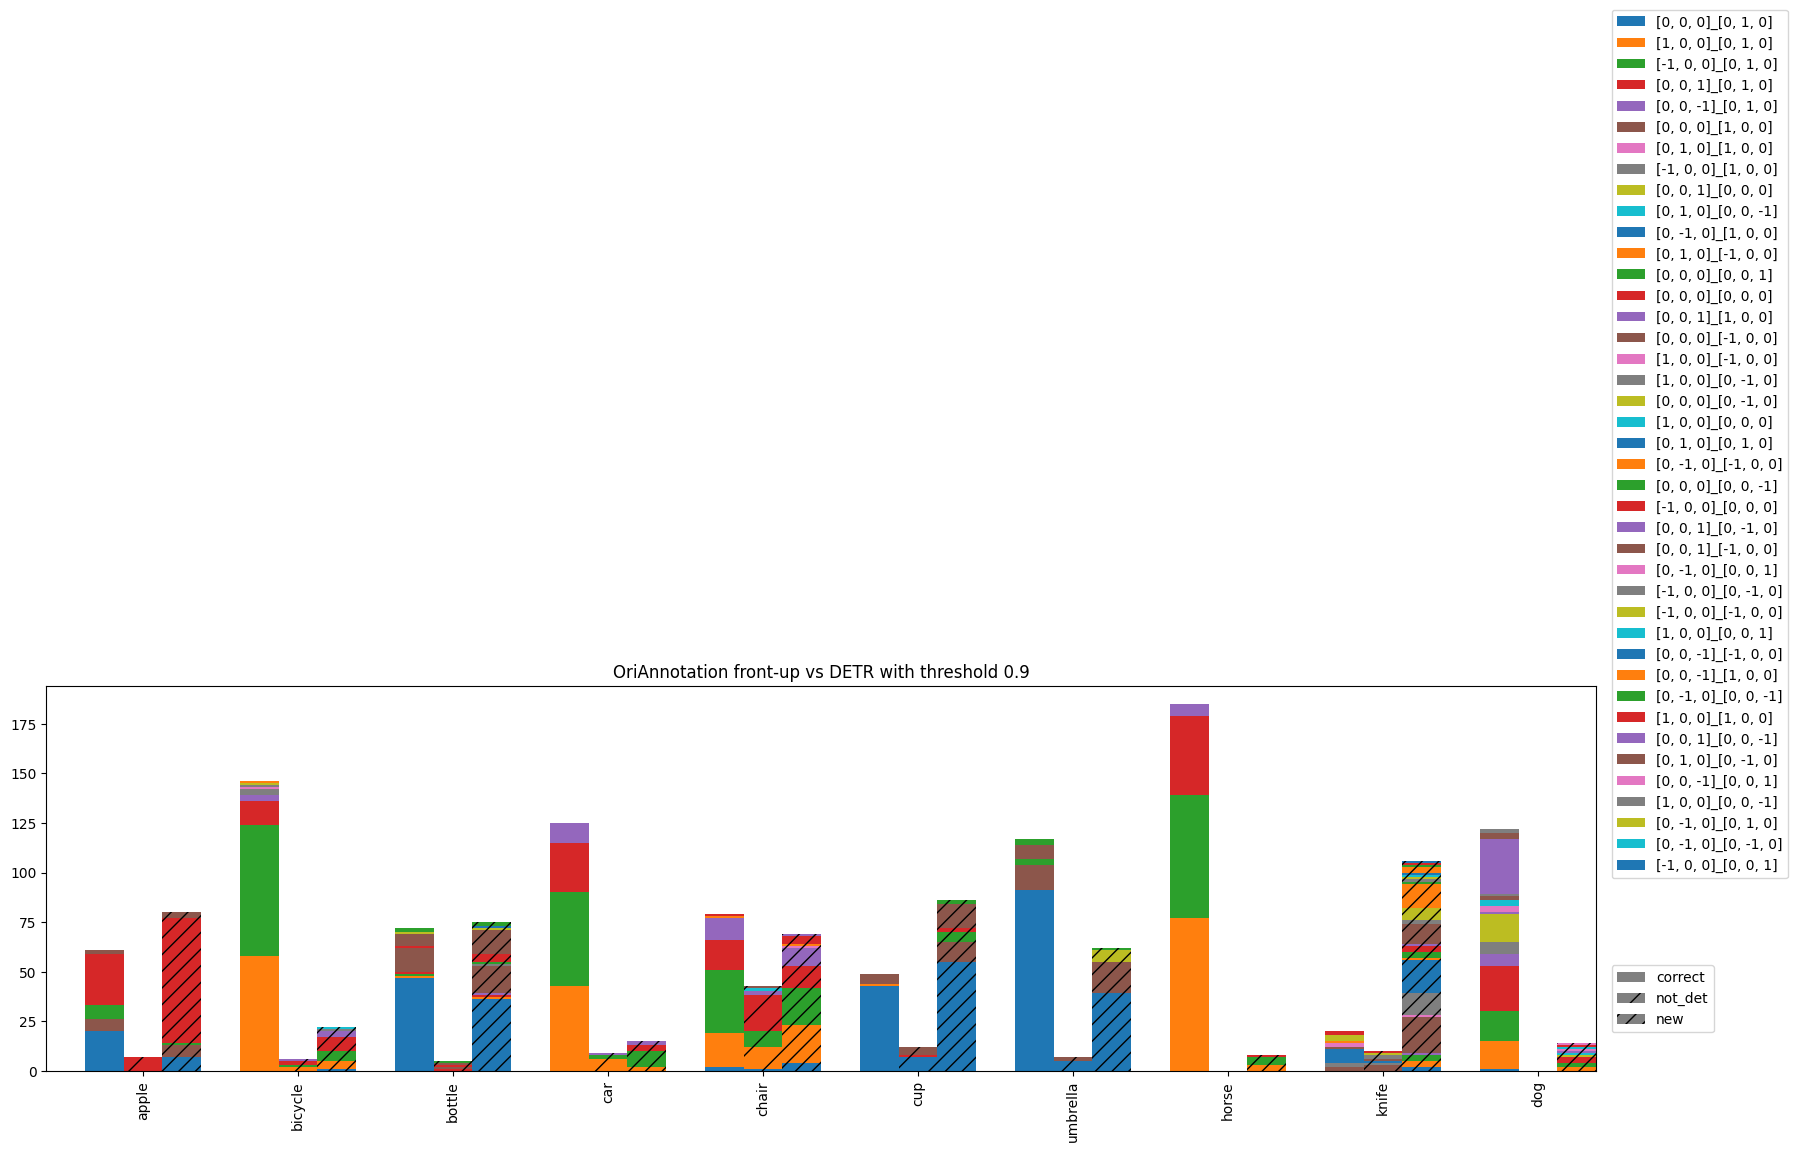 [0, 0, 0]_[0, 1, 0]
[1, 0, 0]_[0, 1, 0]
[-1, 0, 0]_[0, 1, 0]
[0, 0, 1]_[0, 1, 0]
[0, 0, -1]_[0, 1, 0]
[0, 0, 0]_[1, 0, 0]
[0, 1, 0]_[1, 0, 0]
[-1, 0, 0]_[1, 0, 0]
[0, 0, 1]_[0, 0, 0]
[0, 1, 0]_[0, 0, -1]
[0, -1, 0]_[1, 0, 0]
[0, 1, 0]_[-1, 0, 0]
[0, 0, 0]_[0, 0, 1]
[0, 0, 0]_[0, 0, 0]
[0, 0, 1]_[1, 0, 0]
[0, 0, 0]_[-1, 0, 0]
[1, 0, 0]_[-1, 0, 0]
[1, 0, 0]_[0, -1, 0]
[0, 0, 0]_[0, -1, 0]
[1, 0, 0]_[0, 0, 0]
[0, 1, 0]_[0, 1, 0]
[0, -1, 0]_[-1, 0, 0]
[0, 0, 0]_[0, 0, -1]
[-1, 0, 0]_[0, 0, 0]
[0, 0, 1]_[0, -1, 0]
[0, 0, 1]_[-1, 0, 0]
[0, -1, 0]_[0, 0, 1]
[-1, 0, 0]_[0, -1, 0]
[-1, 0, 0]_[-1, 0, 0]
[1, 0, 0]_[0, 0, 1]
[0, 0, -1]_[-1, 0, 0]
[0, 0, -1]_[1, 0, 0]
[0, -1, 0]_[0, 0, -1]
[1, 0, 0]_[1, 0, 0]
[0, 0, 1]_[0, 0, -1]
[0, 1, 0]_[0, -1, 0]
[0, 0, -1]_[0, 0, 1]
[1, 0, 0]_[0, 0, -1]
[0, -1, 0]_[0, 1, 0]
[0, -1, 0]_[0, -1, 0]
[-1, 0, 0]_[0, 0, 1]
OriAnnotation front-up vs DETR with threshold 0.9
175
150
125
100
75
50
25
0
apple
bicycle
bottle
car
chair
cup
umbrella
horse
knife
dog
correct
not_det
new